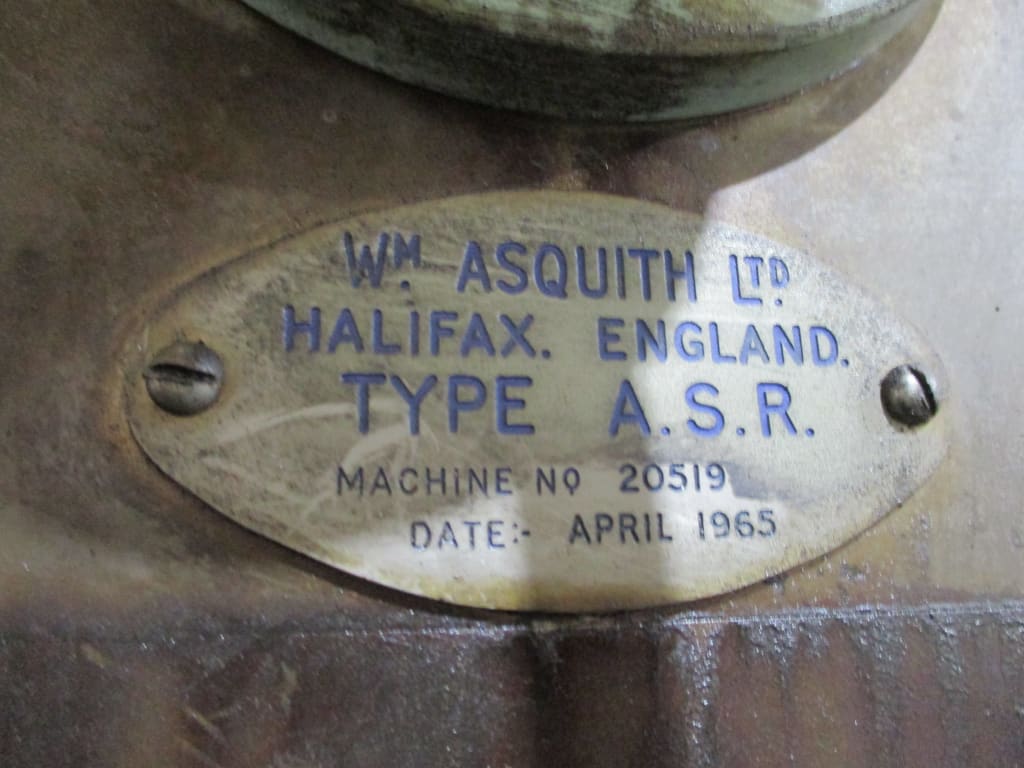 WM. ASQUITH LTD.
HALIFAX. ENGLAND.
TYPE A.S.R.
MACHINE NO 20519
DATE:- APRIL 1965